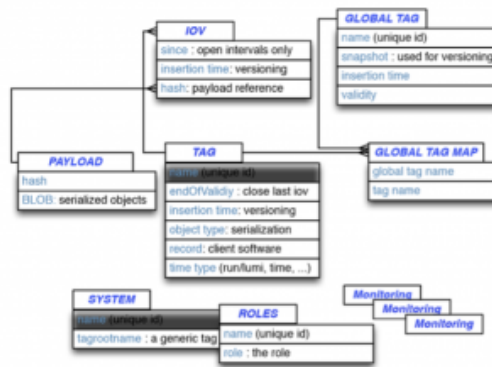 IOV
since : open intervals only
insertion time: versioning
hash: payload reference
GLOBAL TAG
name (unique id)
snapshot : used for versioning
insertion time
validity
PAYLOAD
hash
BLOB: serialized objects
TAG
name (unique id)
endOfValidiy : close last iov
insertion time: versioning
object type: serialization
record: client software
time type (run/lumi, time, ...)
GLOBAL TAG MAP
global tag name
tag name
SYSTEM
name (unique id)
tagrootname : a generic tag
ROLES
name (unique id)
role : the role
Monitoring
Monitoring
Monitoring